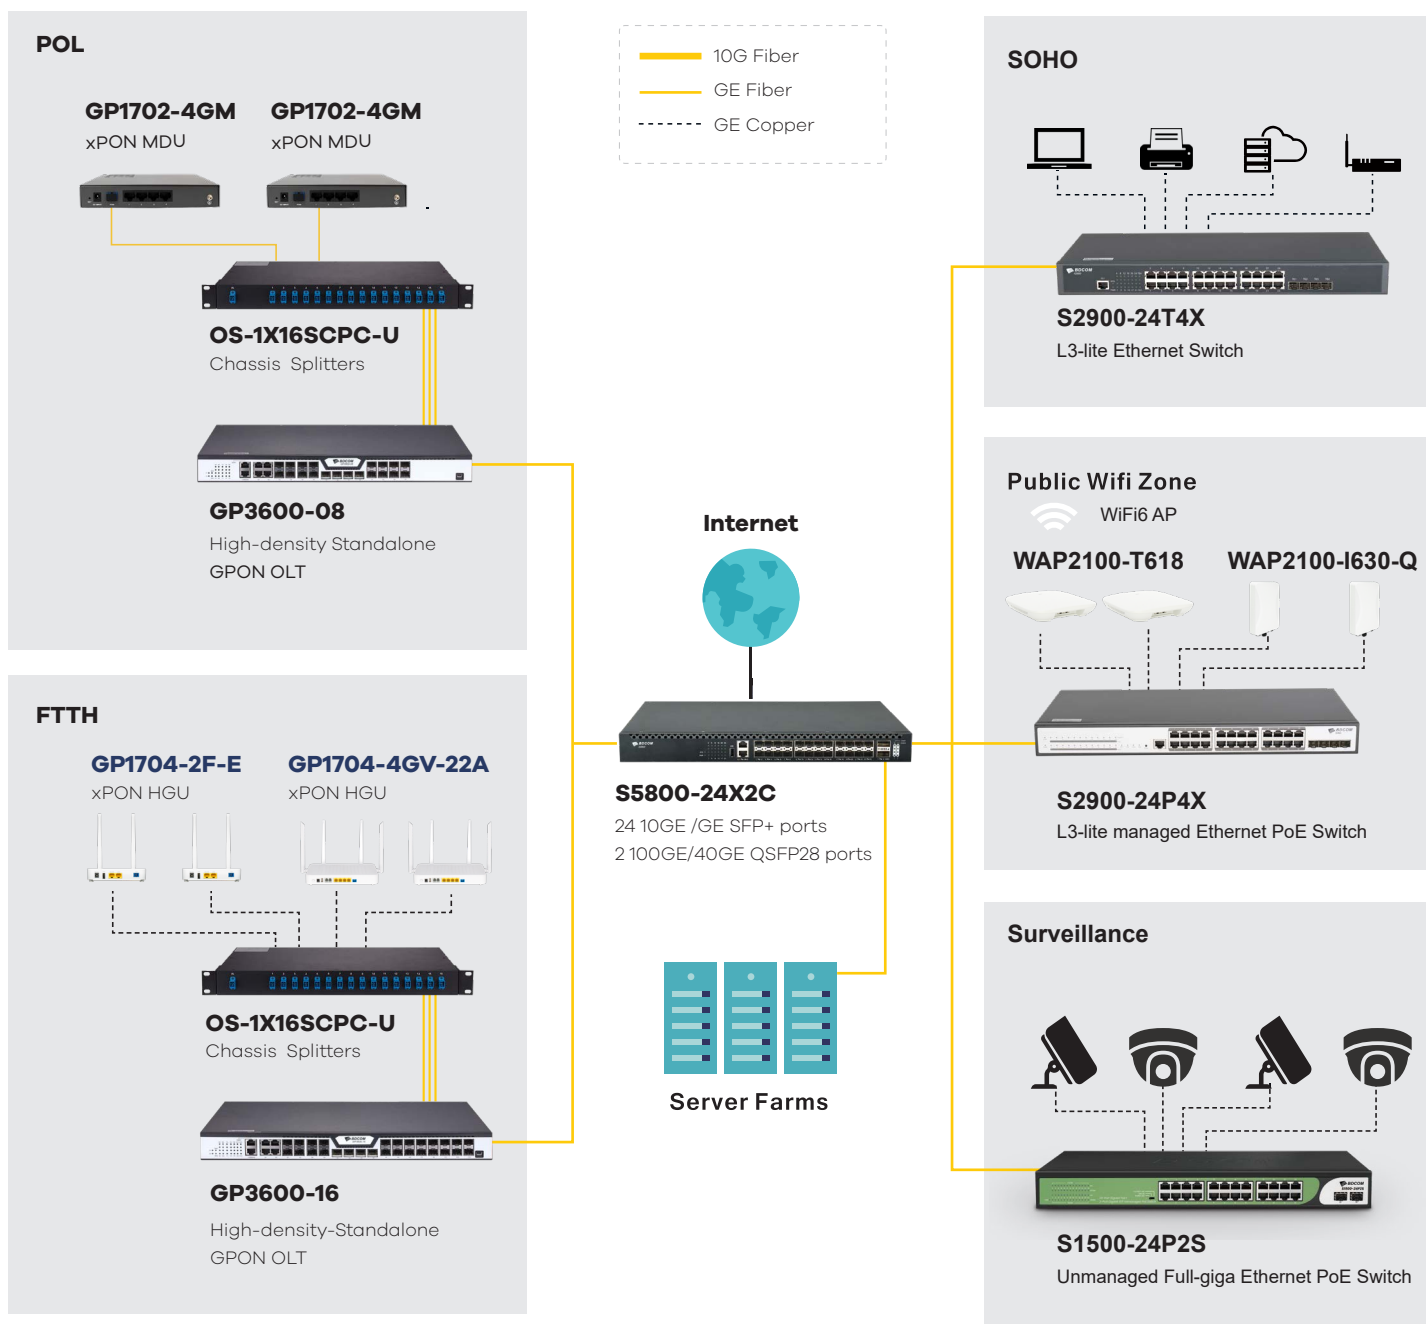 POL
GP1702-4GM
xPON MDU
GP1702-4GM
xPON MDU
OS-1X16SCPC-U
Chassis Splitters
GP3600-08
High-density Standalone
GPON OLT
FTTH
GP1704-2F-E
xPON HGU
GP1704-4GV-22A
xPON HGU
OS-1X16SCPC-U
Chassis Splitters
GP3600-16
High-density-Standalone
GPON OLT
10G Fiber
GE Fiber
GE Copper
Internet
BDCOM
S5800-24X2C
24 10GE /GE SFP+ ports
2 100GE/40GE QSFP28 ports
Server Farms
SOHO
BDCOM
S2900-24T4X
L3-lite Ethernet Switch
Public Wifi Zone
WiFi6 AP
WAP2100-T618
WAP2100-I630-Q
BDCOM
S2900-24P4X
L3-lite managed Ethernet PoE Switch
Surveillance
BDCOM
S1500-24P2S
Unmanaged Full-giga Ethernet PoE Switch